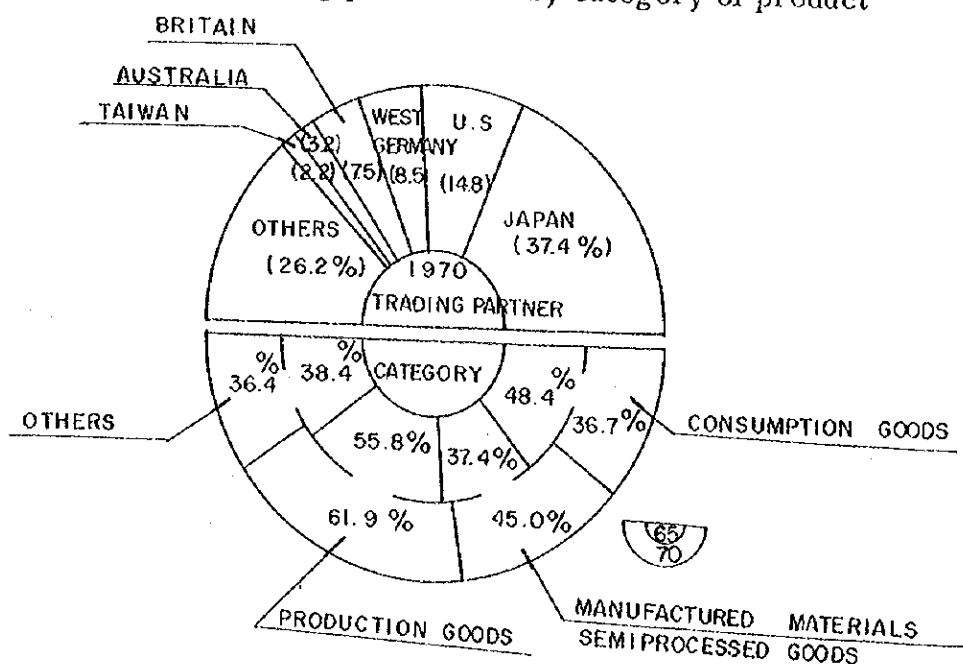 by category of product
BRITAIN
AUSTRALIA
TAIWAN
WEST
GERMANY
U.S
(3.2)
(2.2)
(7.5)
(8.5)
(14.8)
OTHERS
(26.2%)
JAPAN
(37.4%)
1970
TRADING PARTNER
CATEGORY
36.4%
38.4%
48.4%
36.7%
OTHERS
CONSUMPTION GOODS
55.8%
37.4%
61.9%
45.0%
65
70
PRODUCTION GOODS
MANUFACTURED MATERIALS
SEMIPROCESSED GOODS